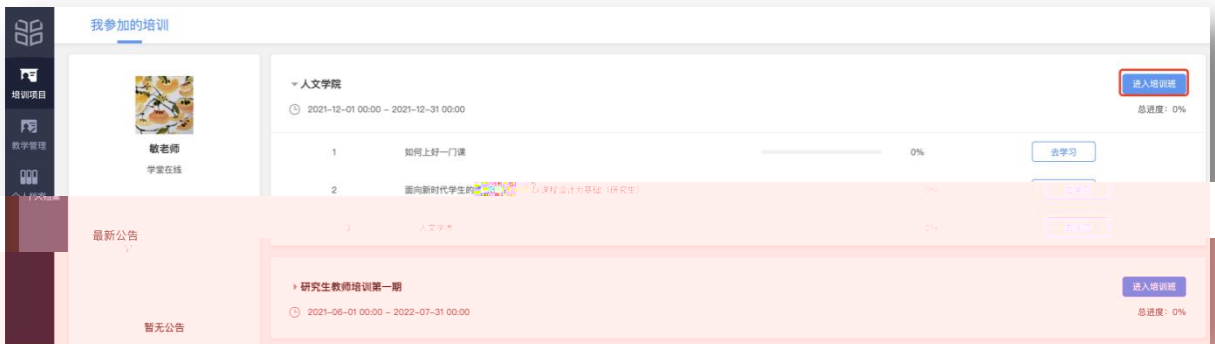 我参加的培训
培训项目
教学管理
敏老师
学堂在线
最新公告
暂无公告
人文学院
进入培训班
2021-12-01 00:00 - 2021-12-31 00:00
总进度：0%
1 如何上好一门课 0% 去学习
2 面向新时代学生的
课程设计为基础（研究生）
3 人文学 0%
研究生教师培训第一期
进入培训班
2021-06-01 00:00 - 2022-07-31 00:00
总进度：0%